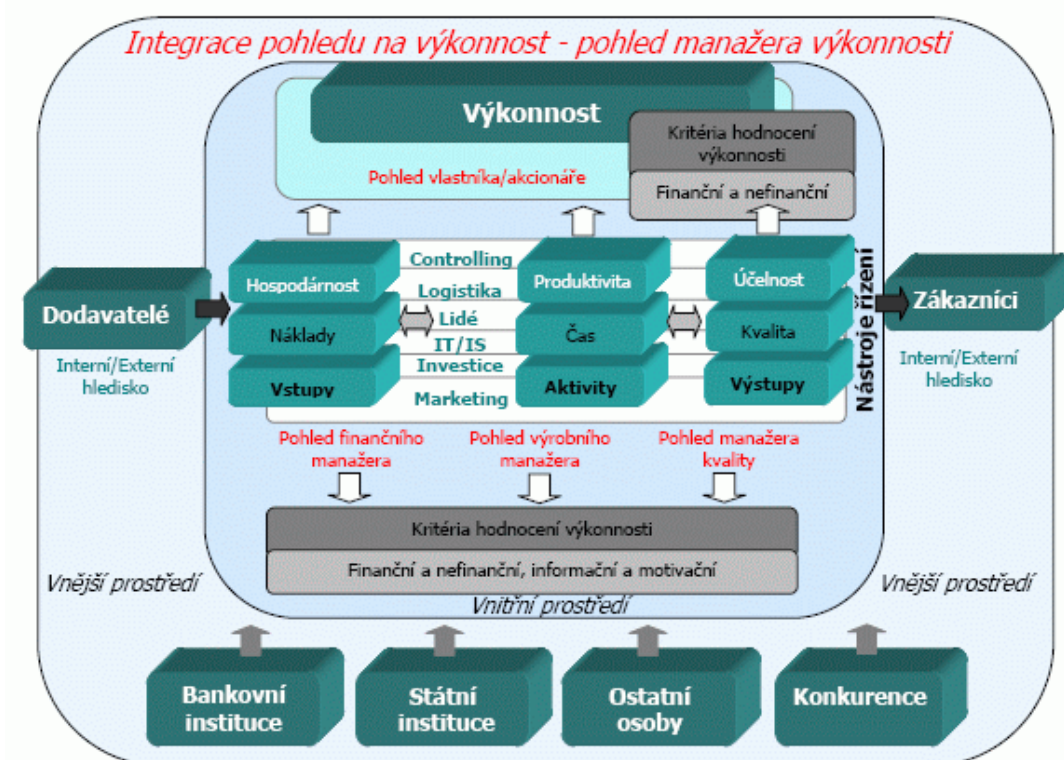 Integrace pohledu na výkonnost - pohled manažera výkonnosti
Výkonnost
Kritéria hodnocení
výkonnosti
Finanční a nefinanční
Pohled vlastníka/akcionáře
Controlling
Hospodárnost
Produktivita
Účelnost
Logistika
Náklady
Lidé
Čas
Kvalita
IT/IS
Investice
Vstupy
Aktivity
Výstupy
Marketing
Nástroje řízení
Dodavatelé
Interní/Externí
hledisko
Zákazníci
Interní/Externí
hledisko
Pohled finančního
manažera
Pohled výrobního
manažera
Pohled manažera
kvality
Kritéria hodnocení výkonnosti
Finanční a nefinanční, informační a motivační
Vnější prostředí
Vnitřní prostředí
Vnější prostředí
Bankovní
instituce
Státní
instituce
Ostatní
osoby
Konkurence